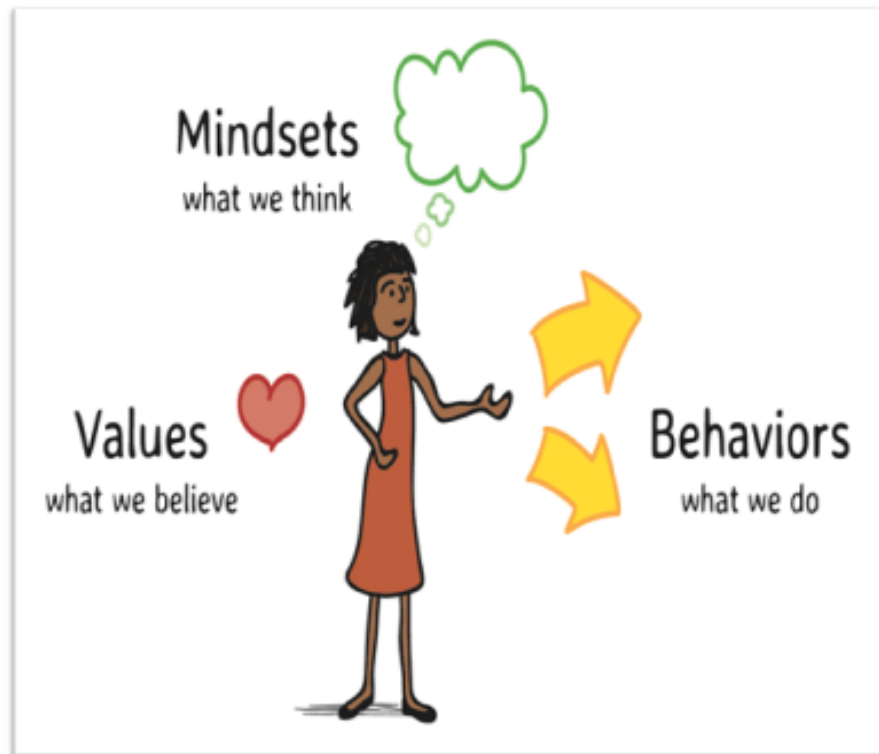 Mindsets
what we think
Values
what we believe
Behaviors
what we do